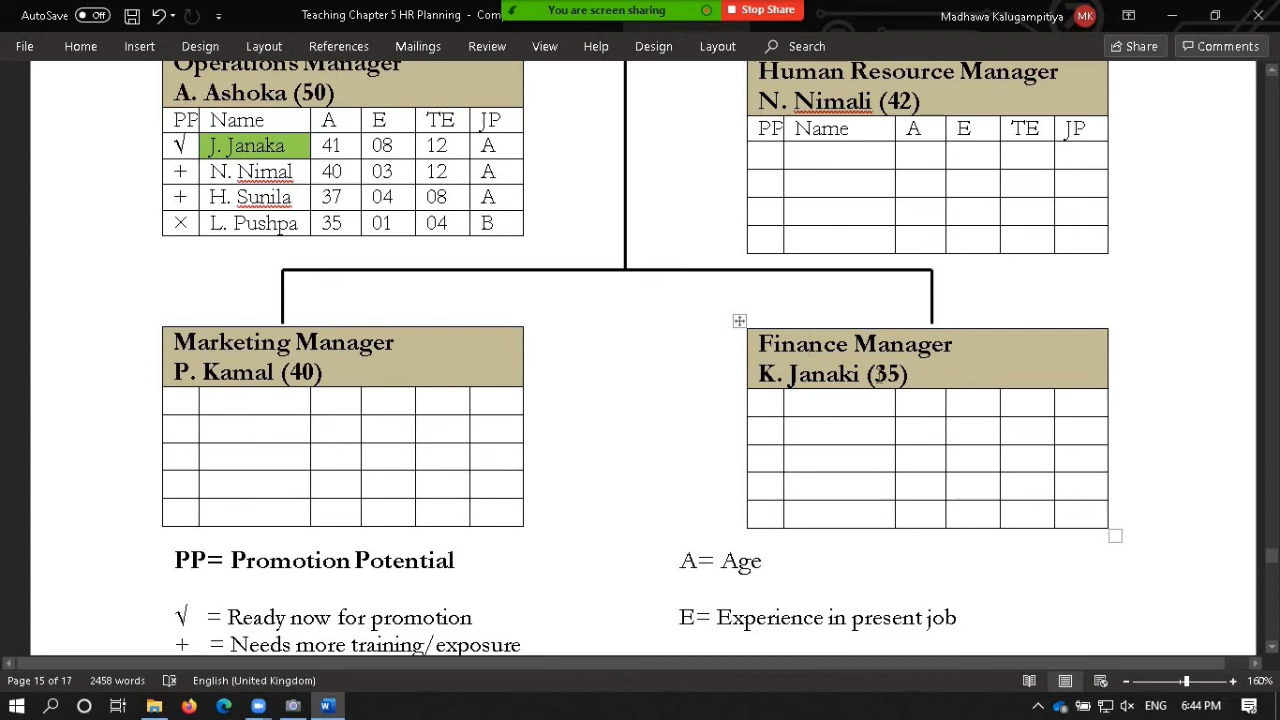 AutoSave Off
Teaching Chapter 5 HR Planning - Com
You are screen sharing
Stop Share
Madhawa Kalugampitiya
MK
File Home Insert Design Layout References Mailings Review View Help Design Layout Search
Share Comments
Operations Manager
A. Ashoka (50)
PP Name A E TE JP
√ J. Janaka 41 08 12 A
+ N. Nimal 40 03 12 A
+ H. Sunila 37 04 08 A
× L. Pushpa 35 01 04 B
Human Resource Manager
N. Nimali (42)
PP Name A E TE JP
Marketing Manager
P. Kamal (40)
Finance Manager
K. Janaki (35)
PP= Promotion Potential
A= Age
√ = Ready now for promotion
E= Experience in present job
+ = Needs more training/exposure
Page 15 of 17 2458 words English (United Kingdom)
160%
ENG 6:44 PM